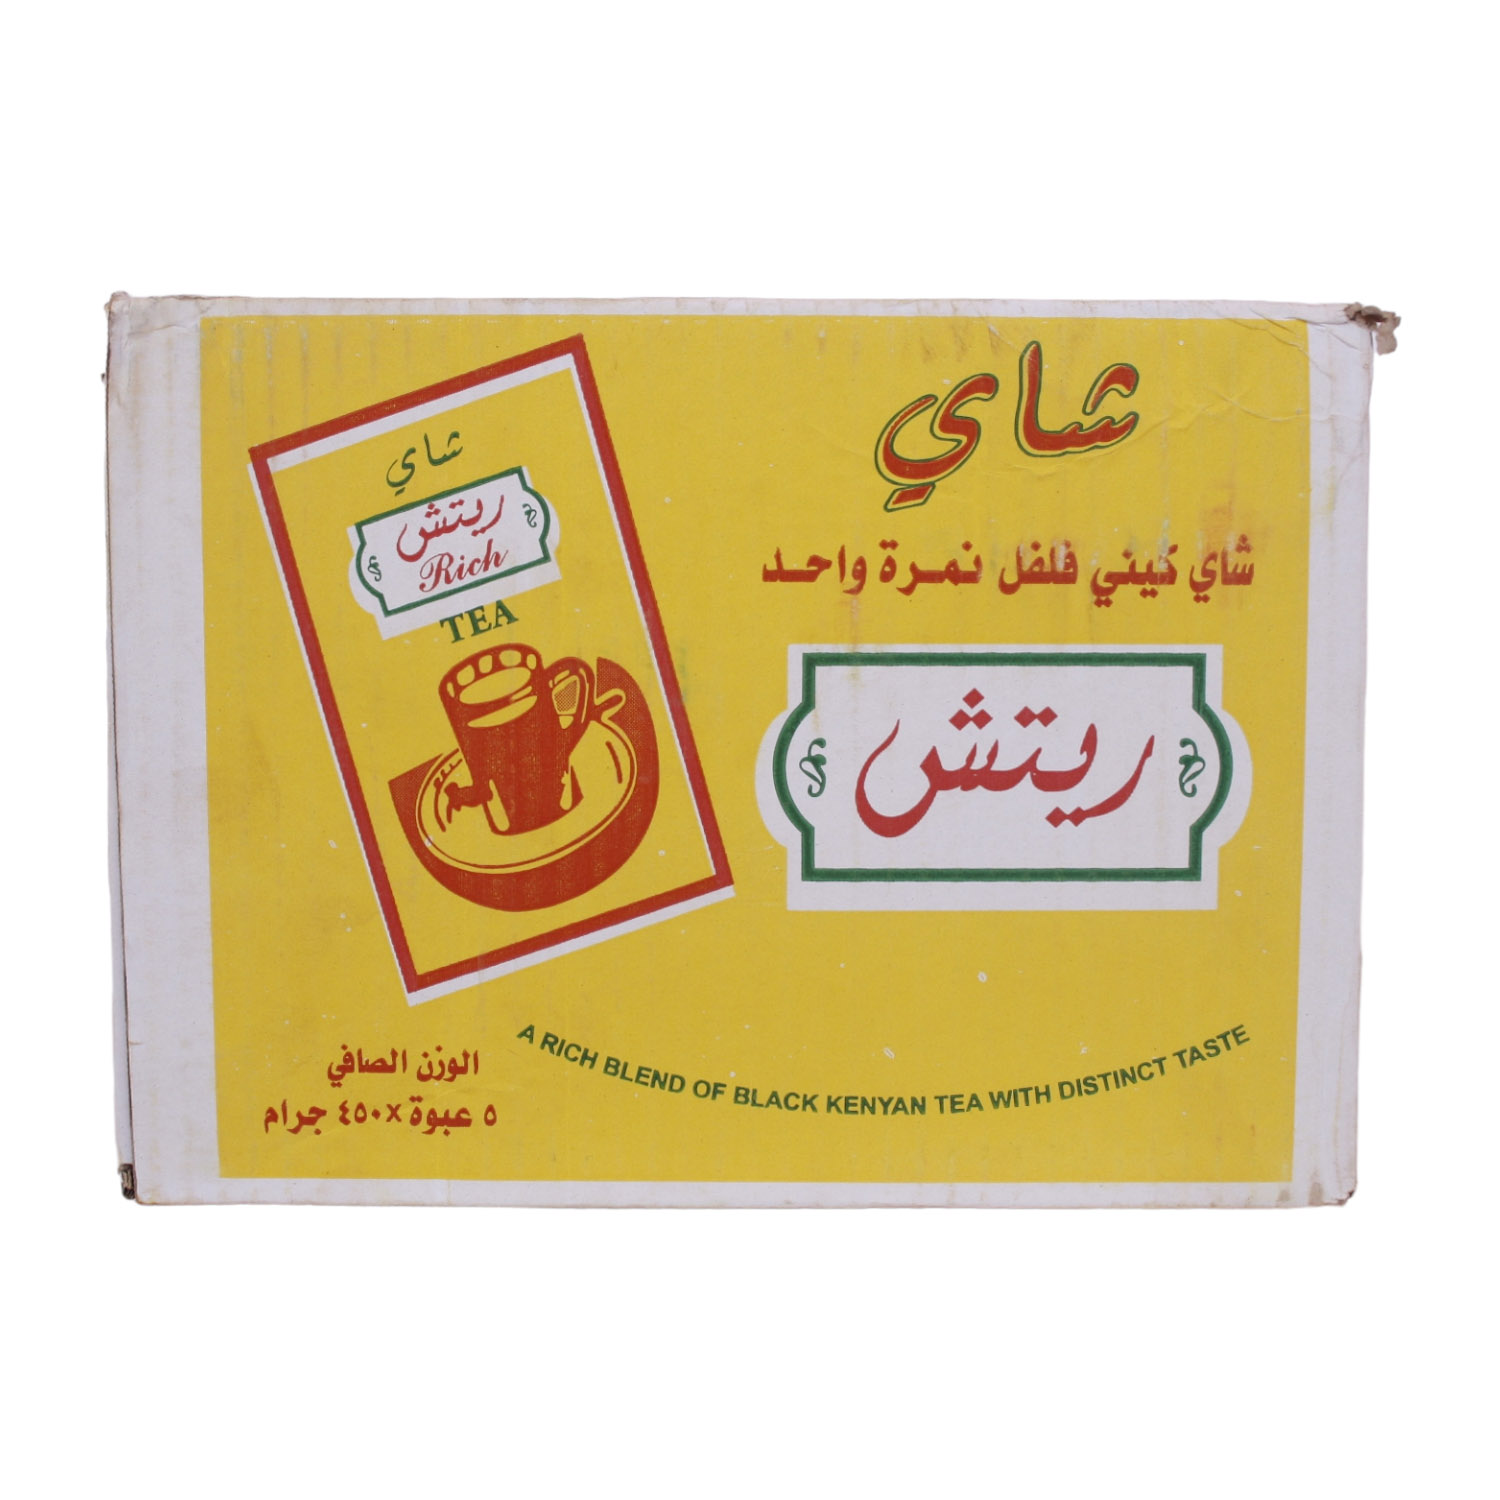 شاي
ريتش
Rich
TEA
شاي
شاي كيني فلفل نمرة واحد
ريتش
A RICH BLEND OF BLACK KENYAN TEA WITH DISTINCT TASTE
الوزن الصافي
٥ عبوة x ٤٥٠ جرام